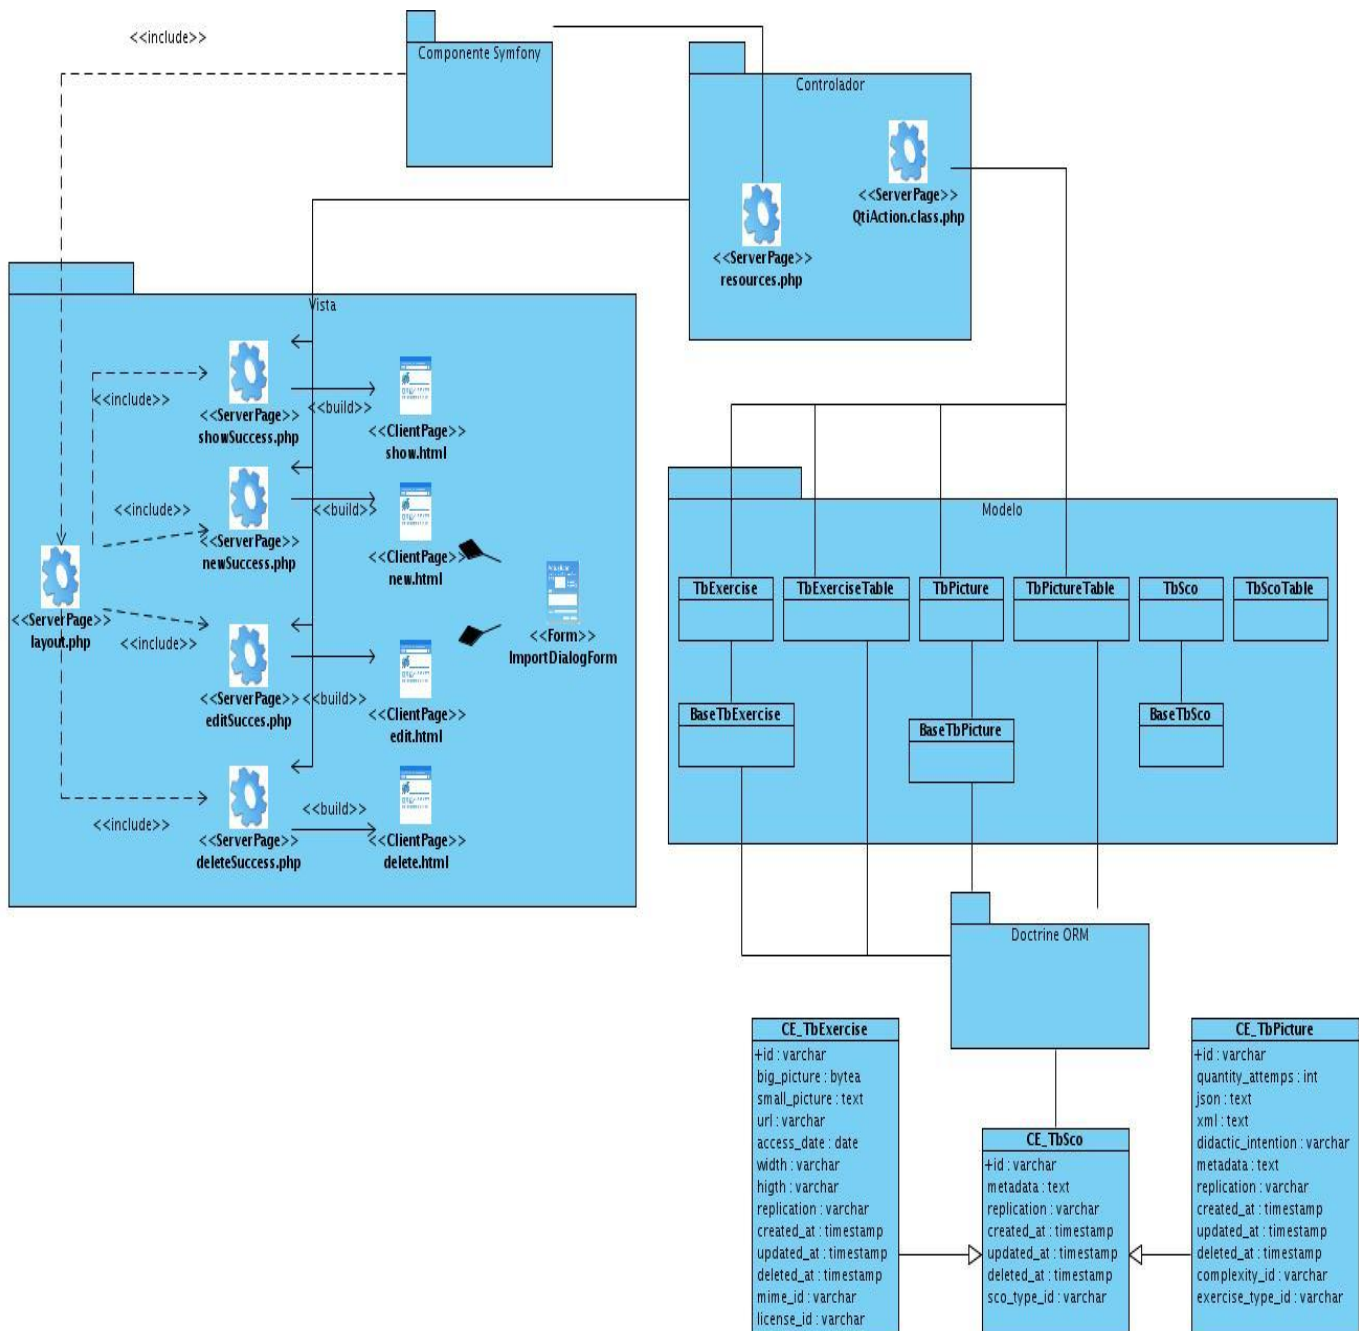 <<include>>
Componente Symfony
Controlador
<<ServerPage>>
QtiAction.class.php
<<ServerPage>>
resources.php
Vista
<<include>>
<<ServerPage>>
showSuccess.php
<<build>>
<<ClientPage>>
show.html
<<include>>
<<ServerPage>>
newSuccess.php
<<build>>
<<ClientPage>>
new.html
<<ServerPage>>
layout.php
<<include>>
<<ServerPage>>
editSucces.php
<<build>>
<<ClientPage>>
edit.html
<<Form>>
ImportDialogForm
<<include>>
<<ServerPage>>
deleteSuccess.php
<<build>>
<<ClientPage>>
delete.html
Modelo
TbExercise
TbExerciseTable
TbPicture
TbPictureTable
TbSco
TbScoTable
BaseTbExercise
BaseTbPicture
BaseTbSco
Doctrine ORM
CE_TbExercise
+id : varchar
big_picture : bytea
small_picture : text
url : varchar
access_date : date
width : varchar
higth : varchar
replication : varchar
created_at : timestamp
updated_at : timestamp
deleted_at : timestamp
mime_id : varchar
license_id : varchar
CE_TbSco
+id : varchar
metadata : text
replication : varchar
created_at : timestamp
updated_at : timestamp
deleted_at : timestamp
sco_type_id : varchar
CE_TbPicture
+id : varchar
quantity_attemps : int
json : text
xml : text
didactic_intention : varchar
metadata : text
replication : varchar
created_at : timestamp
updated_at : timestamp
deleted_at : timestamp
complexity_id : varchar
exercise_type_id : varchar